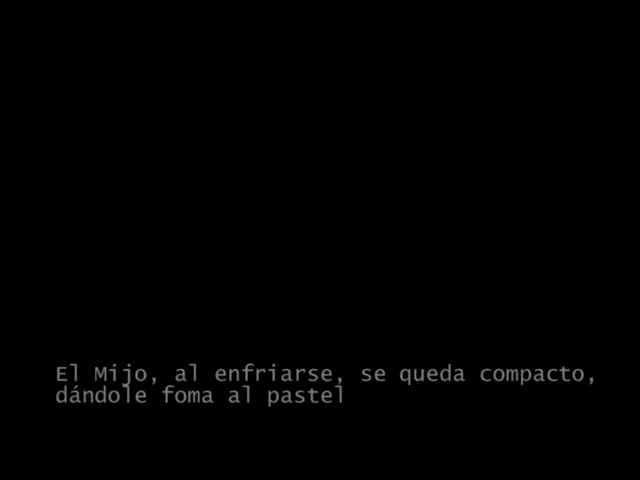 El Mijo, al enfriarse, se queda compacto,
dándole foma al pastel